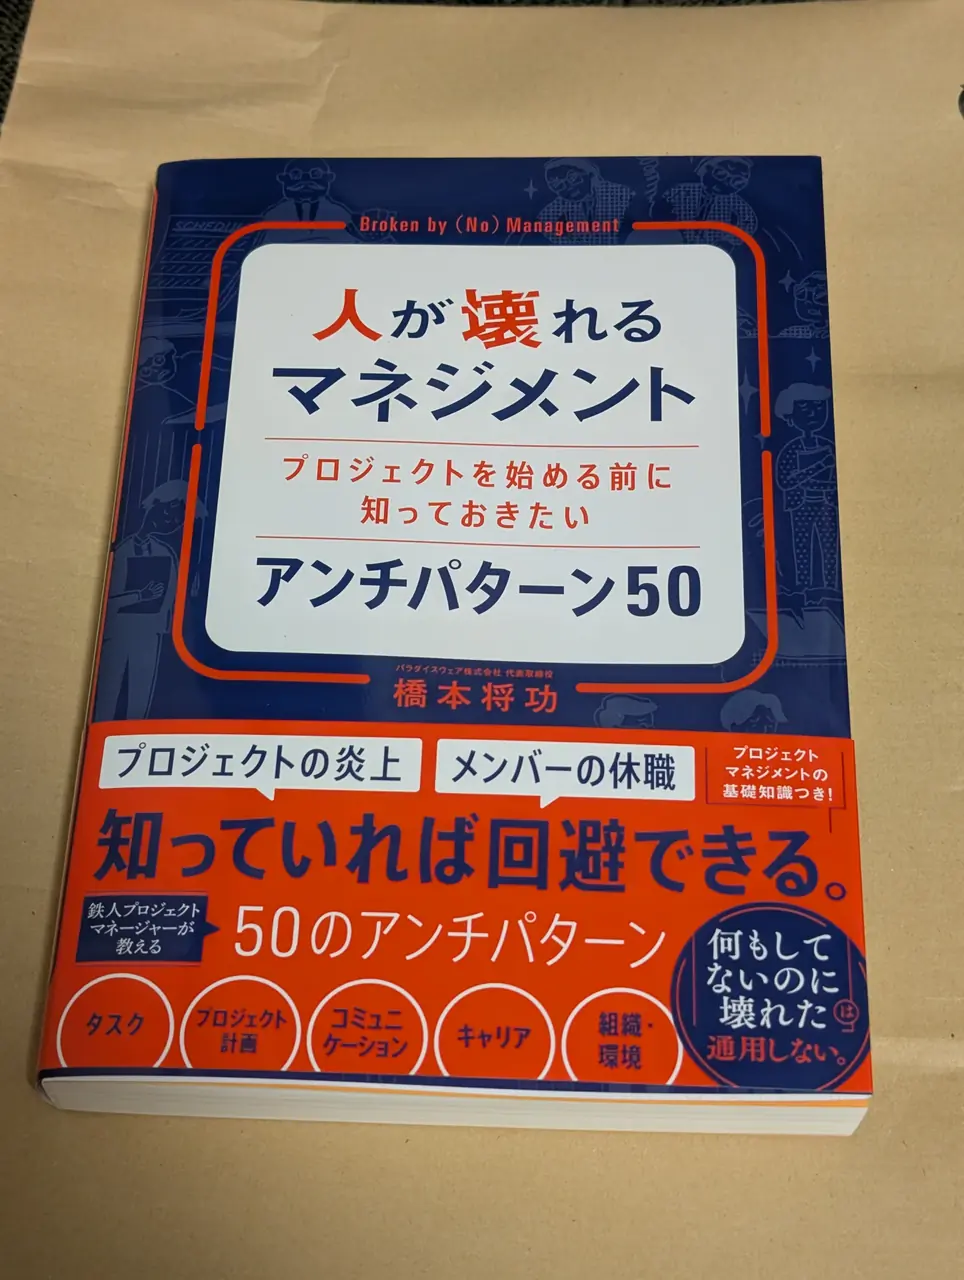 SCHEDULE
Broken by (No) Management
人が壊れる
マネジメント
プロジェクトを始める前に
知っておきたい
アンチパターン50
パラダイスウェア株式会社 代表取締役
橋本将功
プロジェクトの炎上
メンバーの休職
プロジェクト
マネジメントの
基礎知識つき!
知っていれば回避できる。
鉄人プロジェクト
マネージャーが
教える
50のアンチパターン
「何もして
ないのに
壊れた」は
通用しない。
タスク
プロジェクト
計画
コミュニ
ケーション
キャリア
組織・
環境